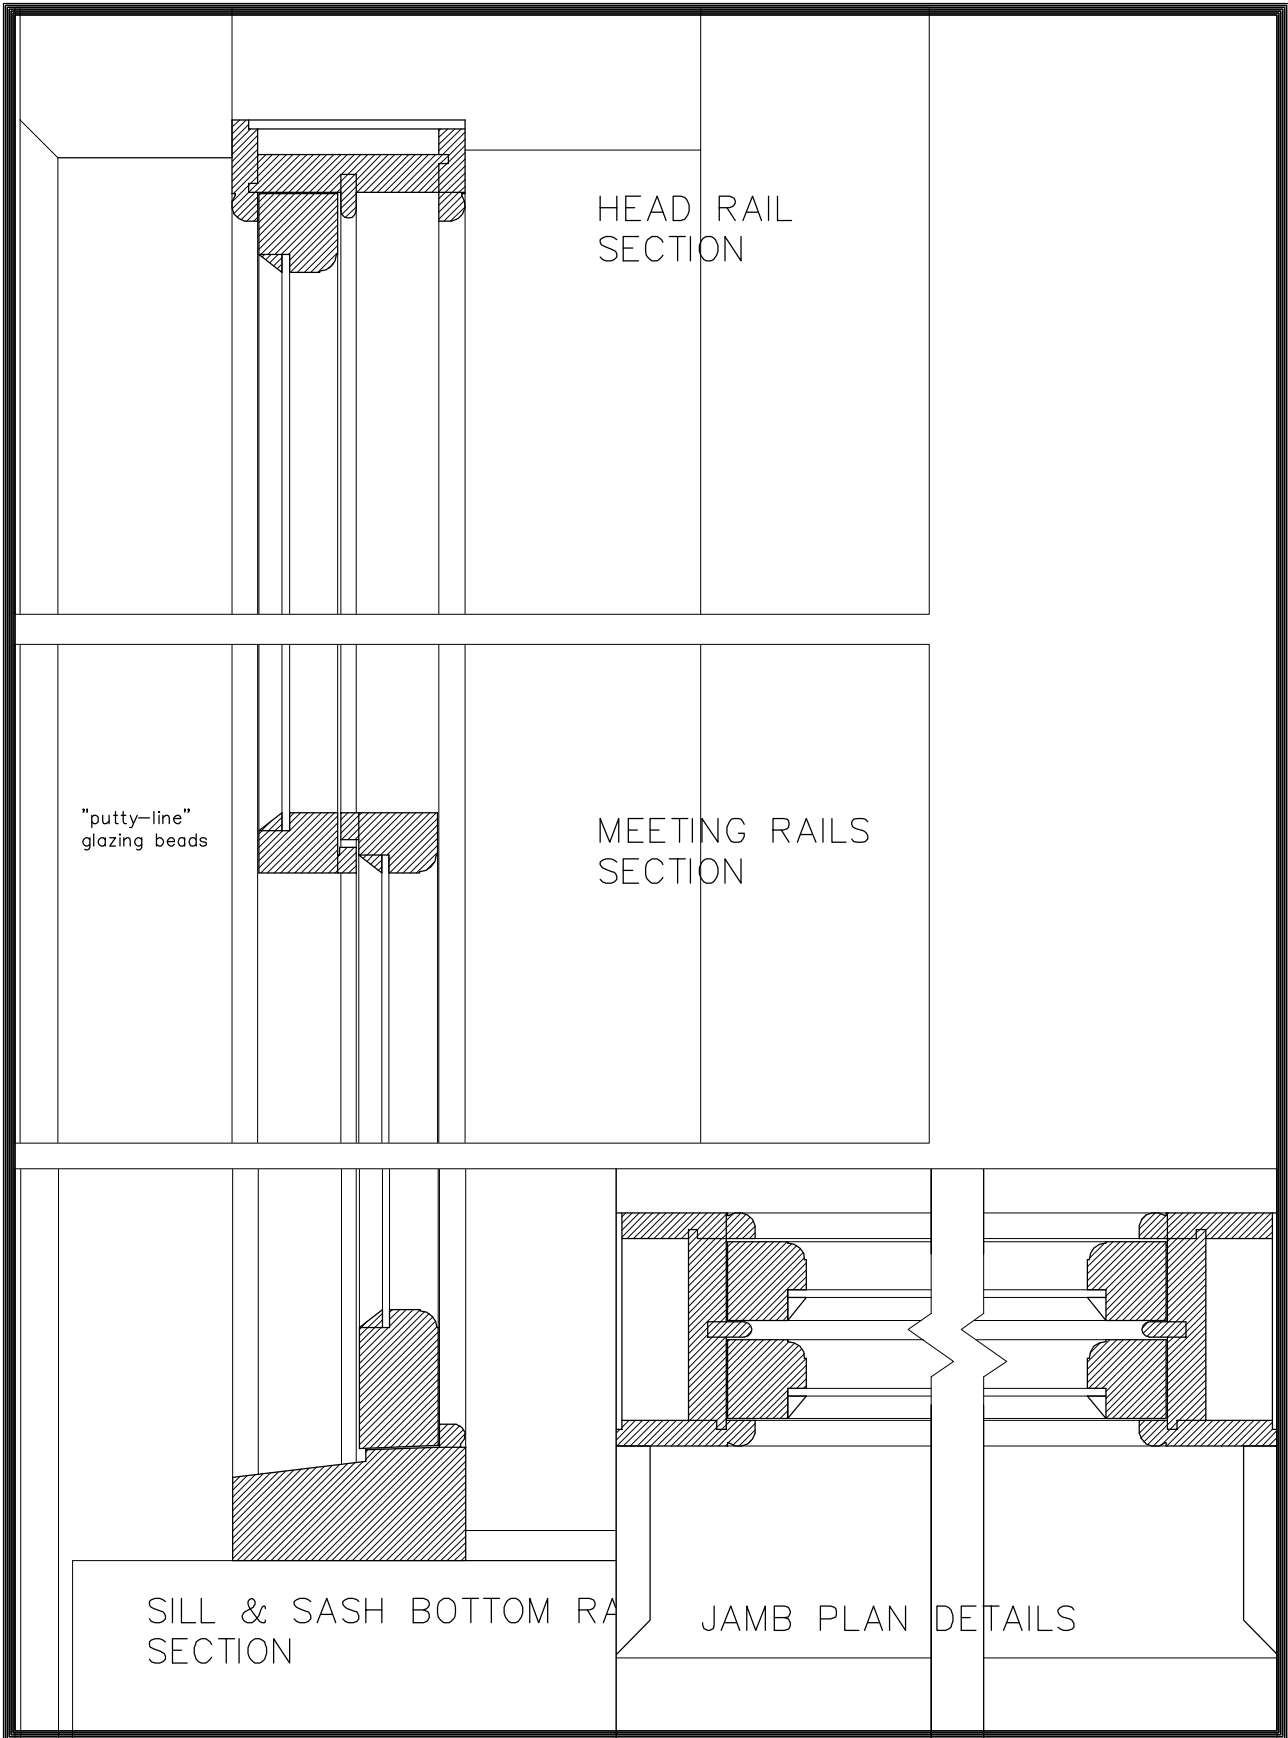 HEAD RAIL
SECTION
"putty-line"
glazing beads
MEETING RAILS
SECTION
SILL & SASH BOTTOM RA
SECTION
JAMB PLAN DETAILS